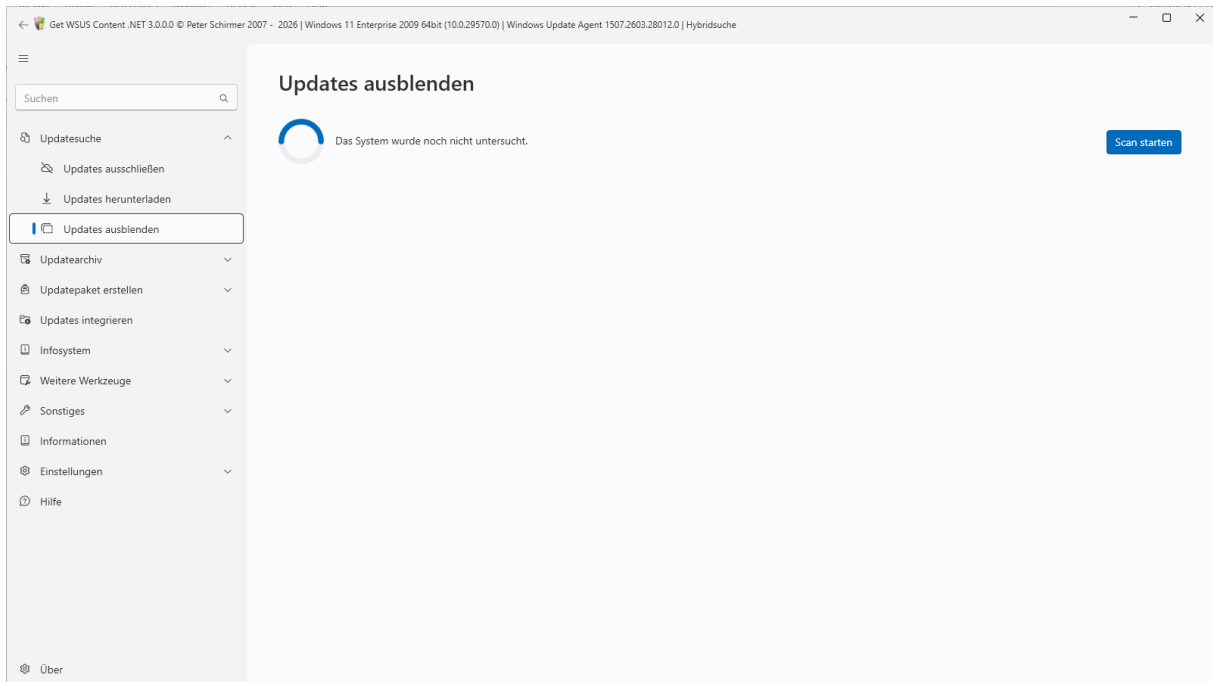 Get WSUS Content .NET 3.0.0.0 © Peter Schirmer 2007 - 2026 | Windows 11 Enterprise 2009 64bit (10.0.29570.0) | Windows Update Agent 1507.2603.28012.0 | Hybridsuche
Suchen
Updatesuche
Updates ausschließen
Updates herunterladen
Updates ausblenden
Updatearchiv
Updatepaket erstellen
Updates integrieren
Infosystem
Weitere Werkzeuge
Sonstiges
Informationen
Einstellungen
Hilfe
Über
Updates ausblenden
Das System wurde noch nicht untersucht.
Scan starten